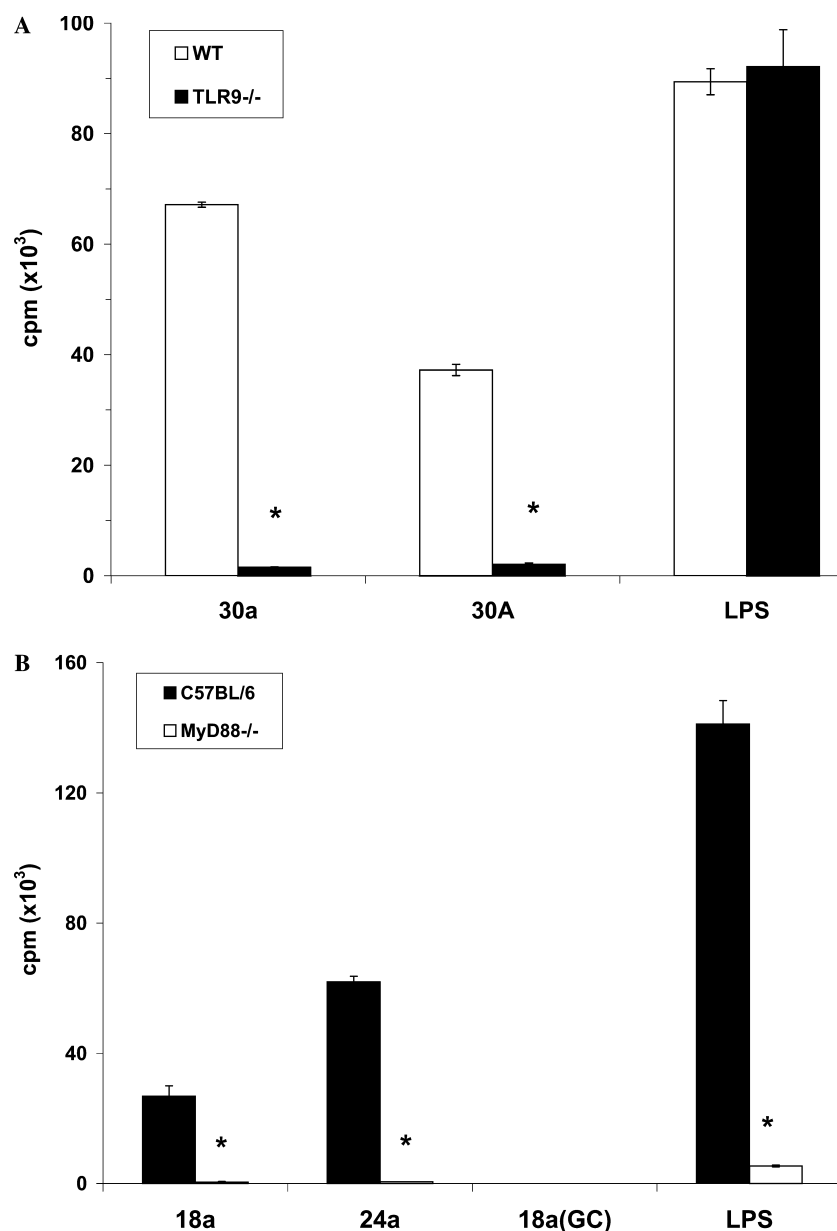 A
100
WT
TLR9-/-
80
60
cpm (x10³)
40
20
*
*
0
30a 30A LPS
B
160
C57BL/6
MyD88-/-
120
cpm (x10³)
80
40
*
*
*
0
18a 24a 18a(GC) LPS